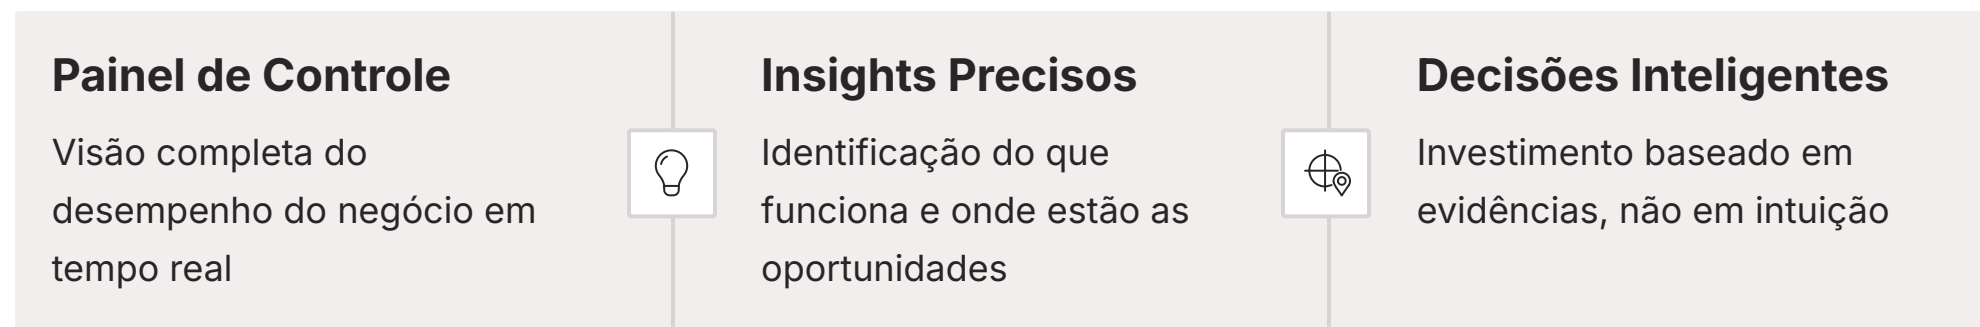 Painel de Controle
Visão completa do
desempenho do negócio em
tempo real
Insights Precisos
Identificação do que
funciona e onde estão as
oportunidades
Decisões Inteligentes
Investimento baseado em
evidências, não em intuição